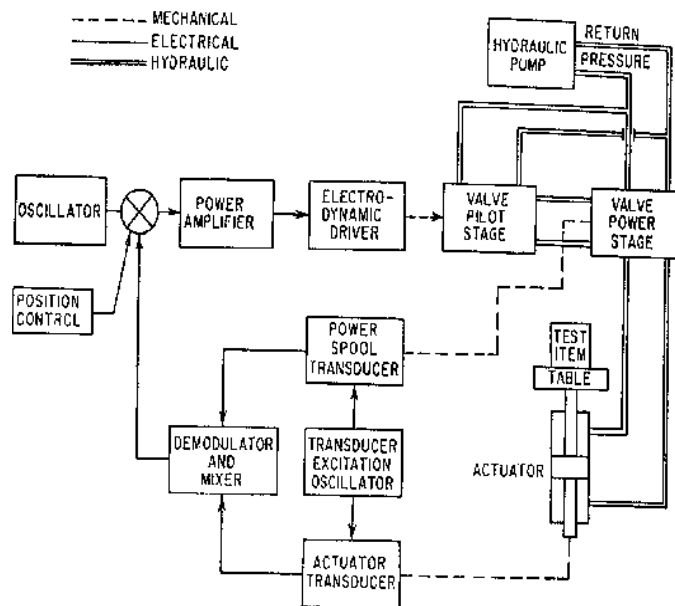 MECHANICAL
ELECTRICAL
HYDRAULIC
HYDRAULIC
PUMP
RETURN
PRESSURE
OSCILLATOR
POWER
AMPLIFIER
ELECTRO-
DYNAMIC
DRIVER
VALVE
PILOT
STAGE
VALVE
POWER
STAGE
POSITION
CONTROL
POWER
SPOOL
TRANSDUCER
TEST
ITEM
TABLE
DEMODULATOR
AND
MIXER
TRANSDUCER
EXCITATION
OSCILLATOR
ACTUATOR
ACTUATOR
TRANSDUCER